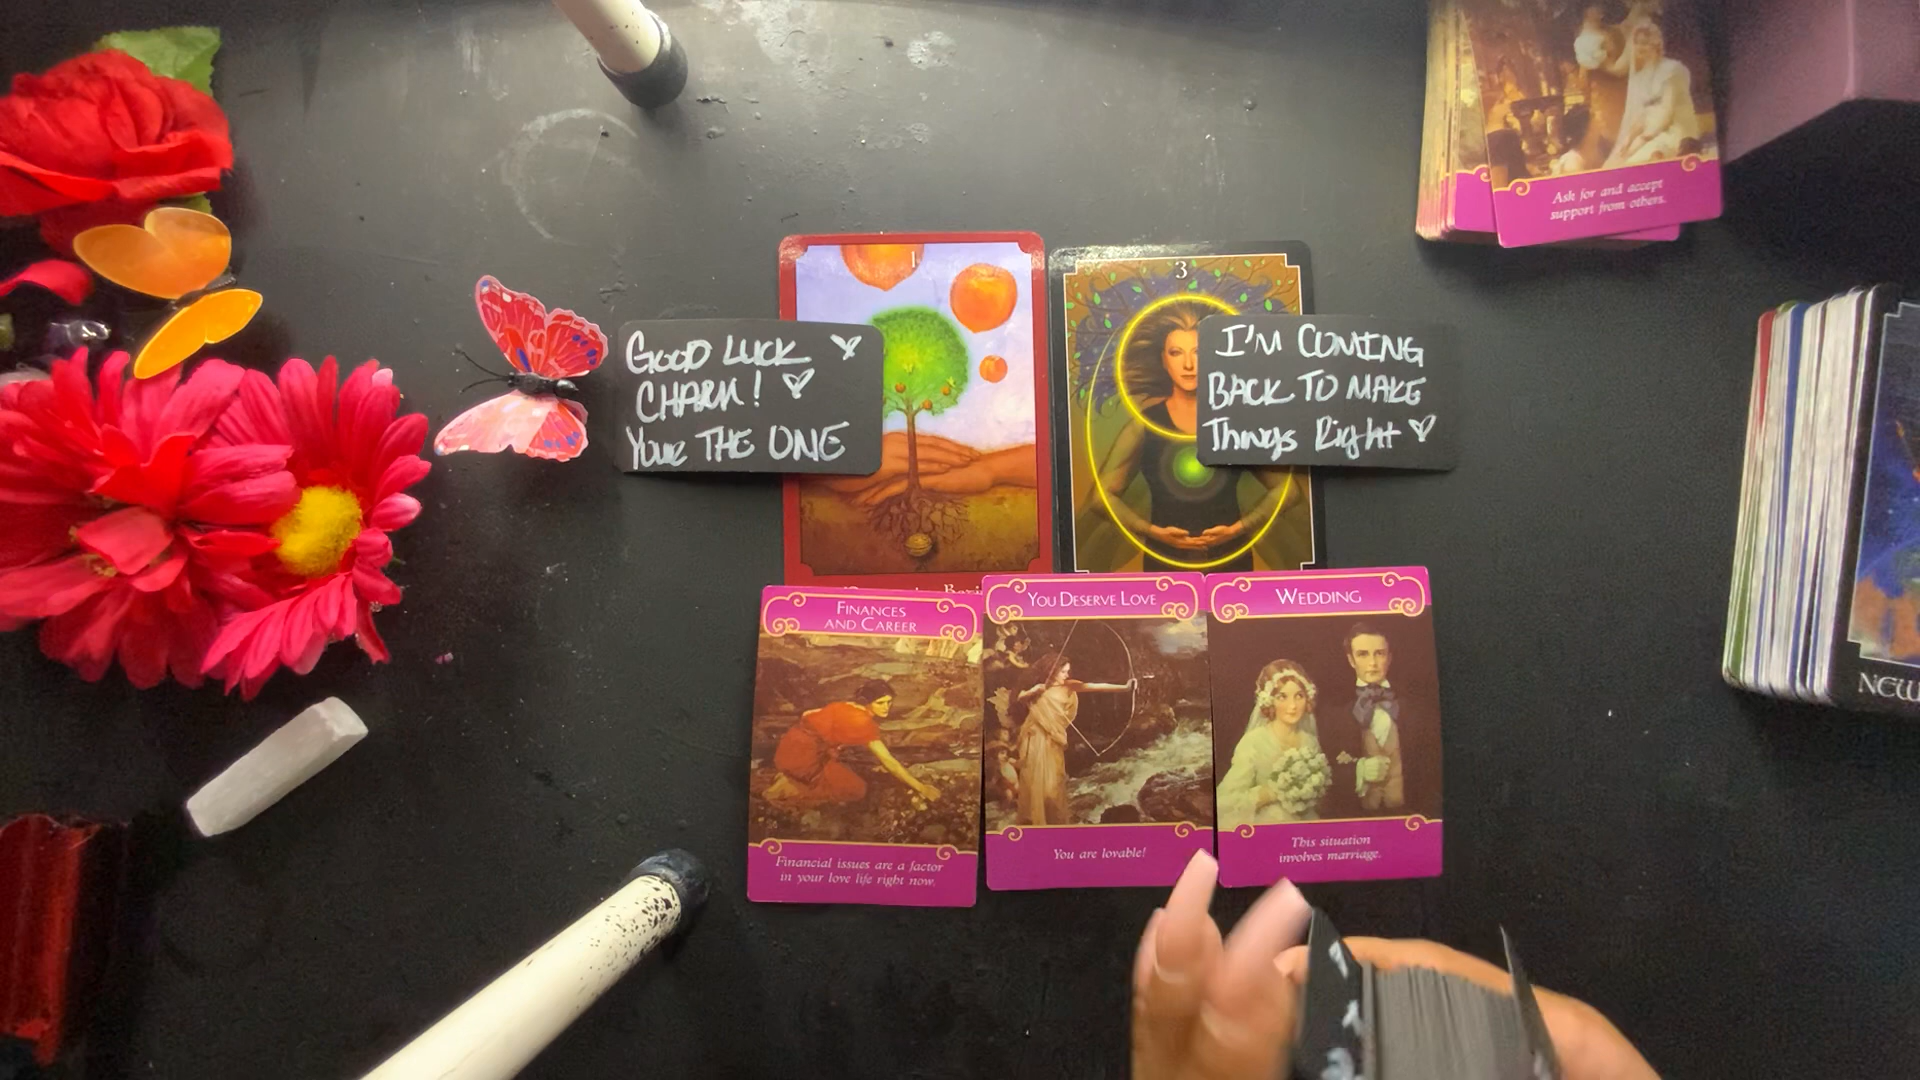 Ask for and accept
support from others.
1
3
GOOD LUCK
CHARM!
YOUR THE ONE
I'M COMING
BACK TO MAKE
Things Right
FINANCES
AND CAREER
Financial issues are a factor
in your love life right now.
YOU DESERVE LOVE
You are lovable!
WEDDING
This situation
involves marriage.
NEW